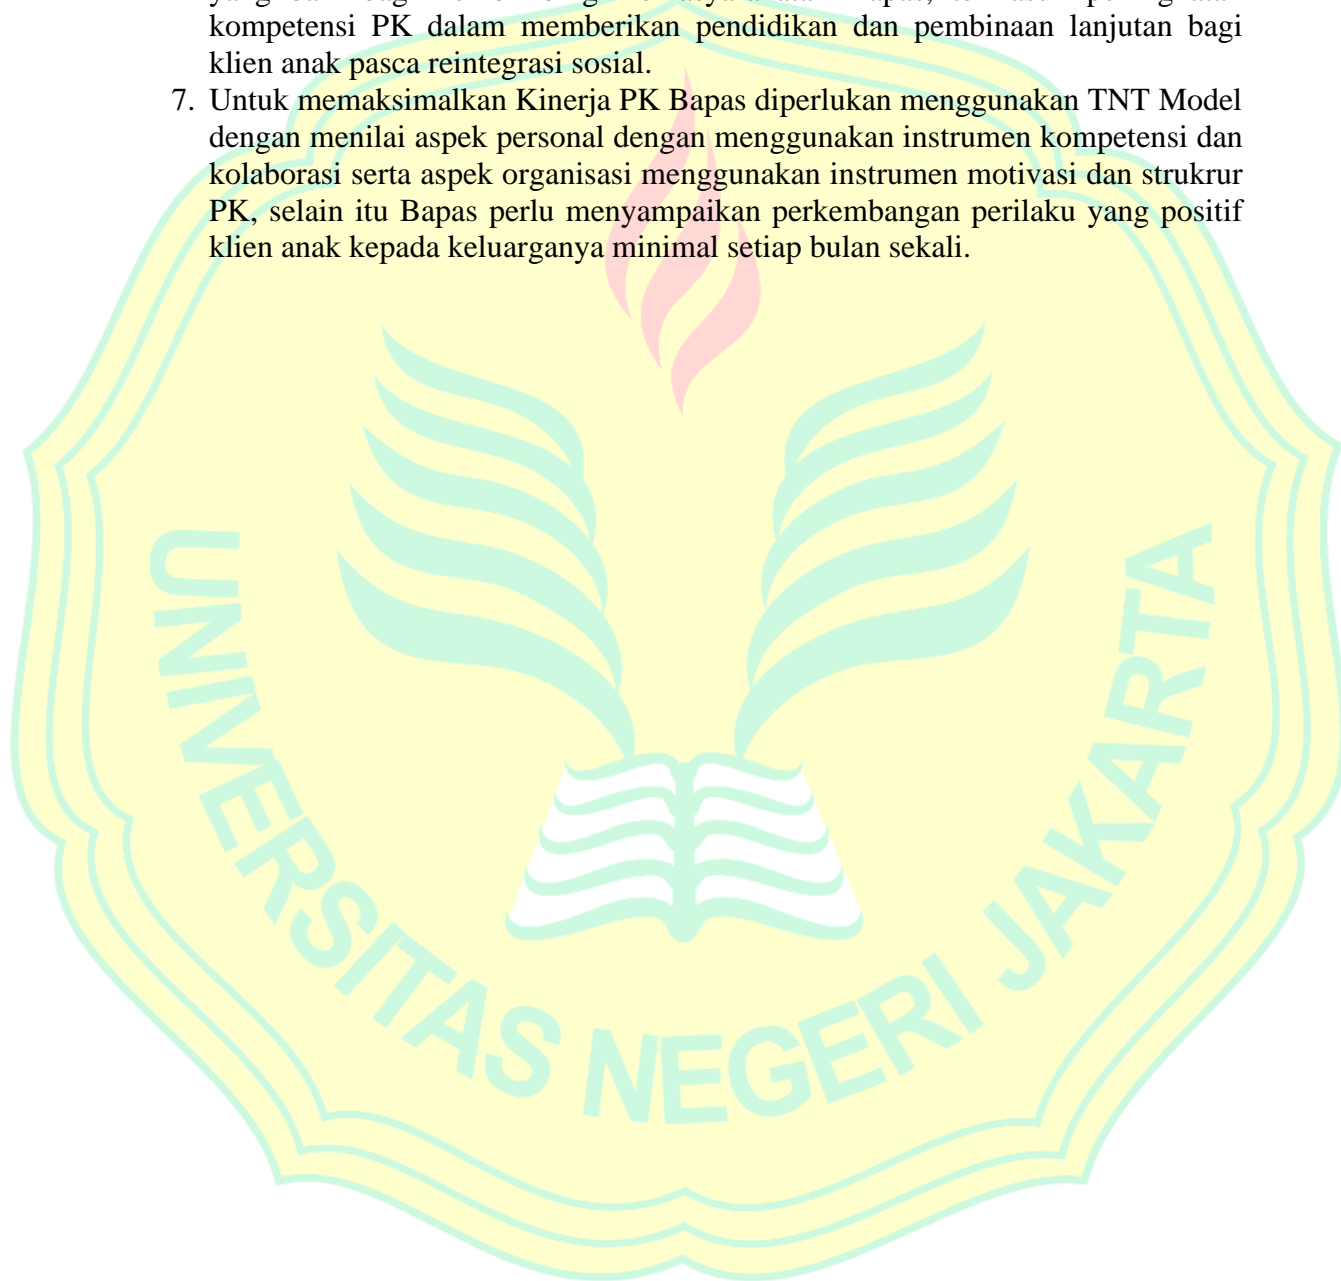 kompetensi PK dalam memberikan pendidikan dan pembinaan lanjutan bagi
klien anak pasca reintegrasi sosial.
7. Untuk memaksimalkan Kinerja PK Bapas diperlukan menggunakan TNT Model
dengan menilai aspek personal dengan menggunakan instrumen kompetensi dan
kolaborasi serta aspek organisasi menggunakan instrumen motivasi dan strukrur
PK, selain itu Bapas perlu menyampaikan perkembangan perilaku yang positif
klien anak kepada keluarganya minimal setiap bulan sekali.
UNIVERSITAS NEGERI JAKARTA